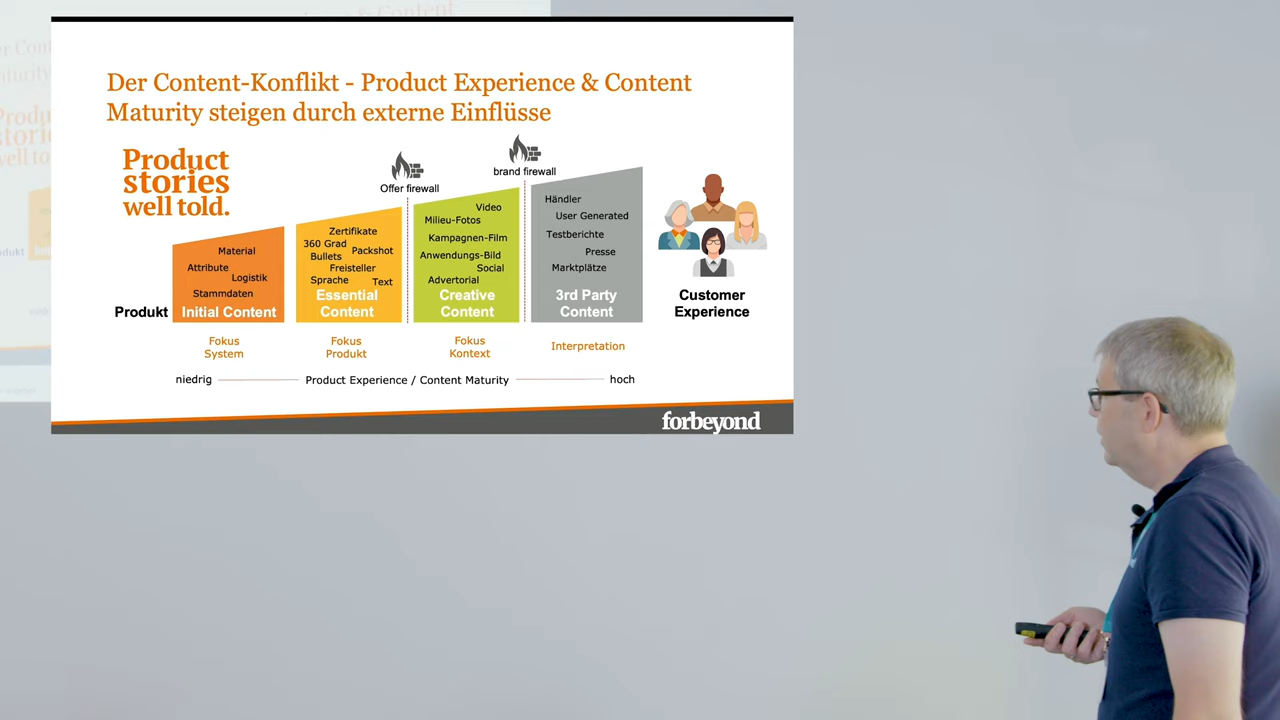 Der Content-Konflikt - Product Experience & Content
Maturity steigen durch externe Einflüsse
Product
stories
well told.
Offer firewall
brand firewall
Produkt
Material
Attribute
Logistik
Stammdaten
Initial Content
Zertifikate
360 Grad
Packshot
Bullets
Freisteller
Sprache
Text
Essential
Content
Video
Milieu-Fotos
Kampagnen-Film
Anwendungs-Bild
Social
Advertorial
Creative
Content
Händler
User Generated
Testberichte
Presse
Marktplätze
3rd Party
Content
Customer
Experience
Fokus
System
Fokus
Produkt
Fokus
Kontext
Interpretation
niedrig
Product Experience / Content Maturity
hoch
forbeyond